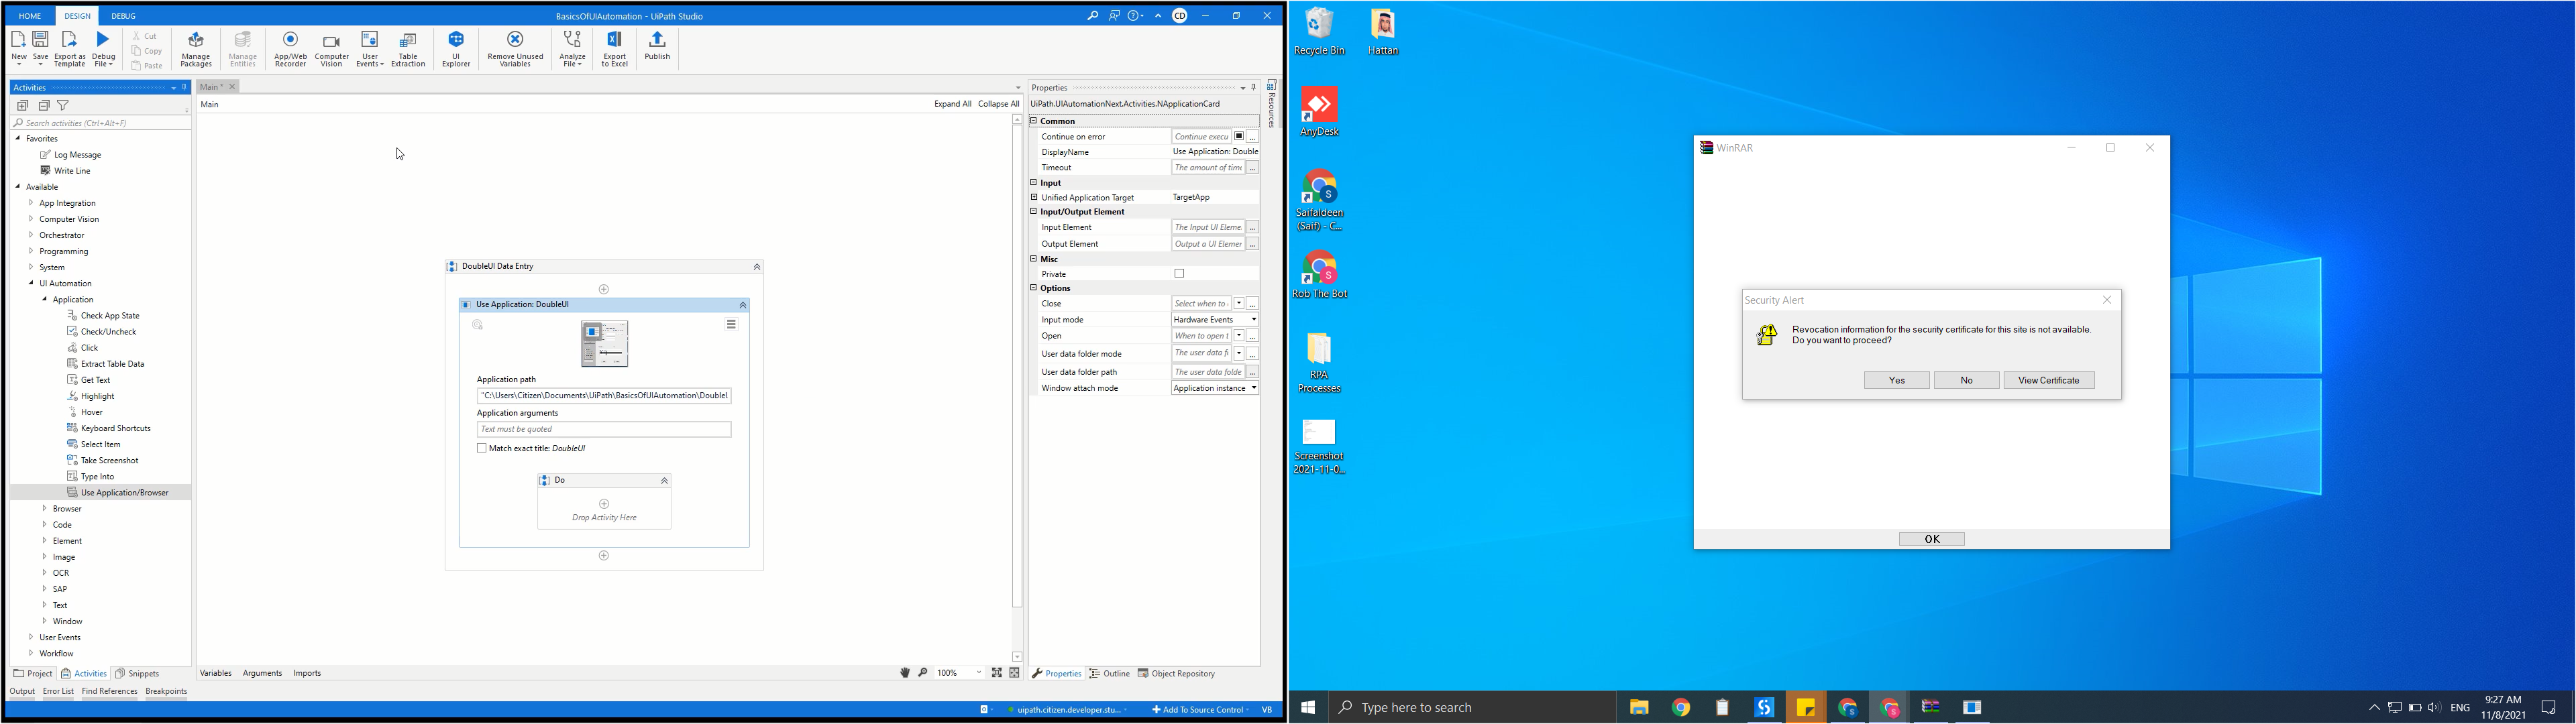 HOME DESIGN DEBUG
BasicsOfUIAutomation - UiPath Studio
CD
New Save Export as Template Debug File
Cut
Copy
Paste
Manage Packages
Manage Entities
App/Web Recorder
Computer Vision
User Events
Table Extraction
UI Explorer
Remove Unused Variables
Analyze File
Export to Excel
Publish
Activities
Search activities (Ctrl+Alt+F)
Favorites
Log Message
Write Line
Available
App Integration
Computer Vision
Orchestrator
Programming
System
UI Automation
Application
Check App State
Check/Uncheck
Click
Extract Table Data
Get Text
Highlight
Hover
Keyboard Shortcuts
Select Item
Take Screenshot
Type Into
Use Application/Browser
Browser
Code
Element
Image
OCR
SAP
Text
Window
User Events
Workflow
Project Activities Snippets
Output Error List Find References Breakpoints
Main *
Main
Expand All Collapse All
DoubleUI Data Entry
Use Application: DoubleUI
Application path
"C:\Users\Citizen\Documents\UiPath\BasicsOfUIAutomation\Doublel
Application arguments
Text must be quoted
Match exact title: DoubleUI
Do
Drop Activity Here
Variables Arguments Imports
100%
Properties
UiPath.UIAutomationNext.Activities.NApplicationCard
Common
Continue on error Continue execu ...
DisplayName Use Application: Double
Timeout The amount of time ...
Input
Unified Application Target TargetApp
Input/Output Element
Input Element The Input UI Eleme. ...
Output Element Output a UI Elemer ...
Misc
Private
Options
Close Select when to ...
Input mode Hardware Events
Open When to open t ...
User data folder mode The user data f ...
User data folder path The user data folde ...
Window attach mode Application instance
Properties Outline Object Repository
Resources
uipath.citizen.developer.stu...
Add To Source Control
VB
Recycle Bin
Hattan
AnyDesk
Saifaldeen (Saif) - C...
S
Rob The Bot
S
RPA Processes
Screenshot 2021-11-0...
WinRAR
Security Alert
Revocation information for the security certificate for this site is not available.
Do you want to proceed?
Yes No View Certificate
OK
Type here to search
ENG
9:27 AM
11/8/2021